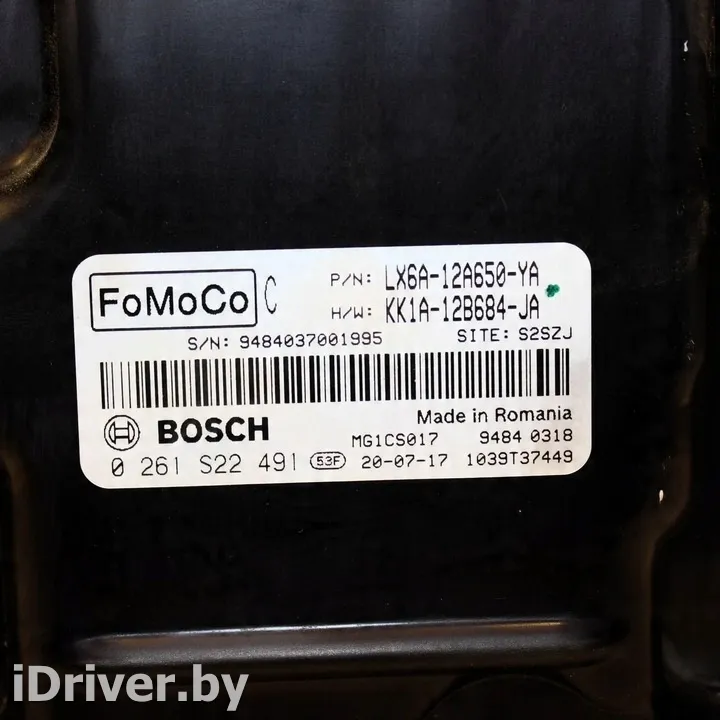 FoMoCo C P/N: LX6A-12A650-YA
H/W: KK1A-12B684-JA
S/N: 9484037001995 SITE: S2SZJ
BOSCH Made in Romania
MG1CS017 9484 0318
0 261 S22 491 53F 20-07-17 1039T37449
iDriver.by